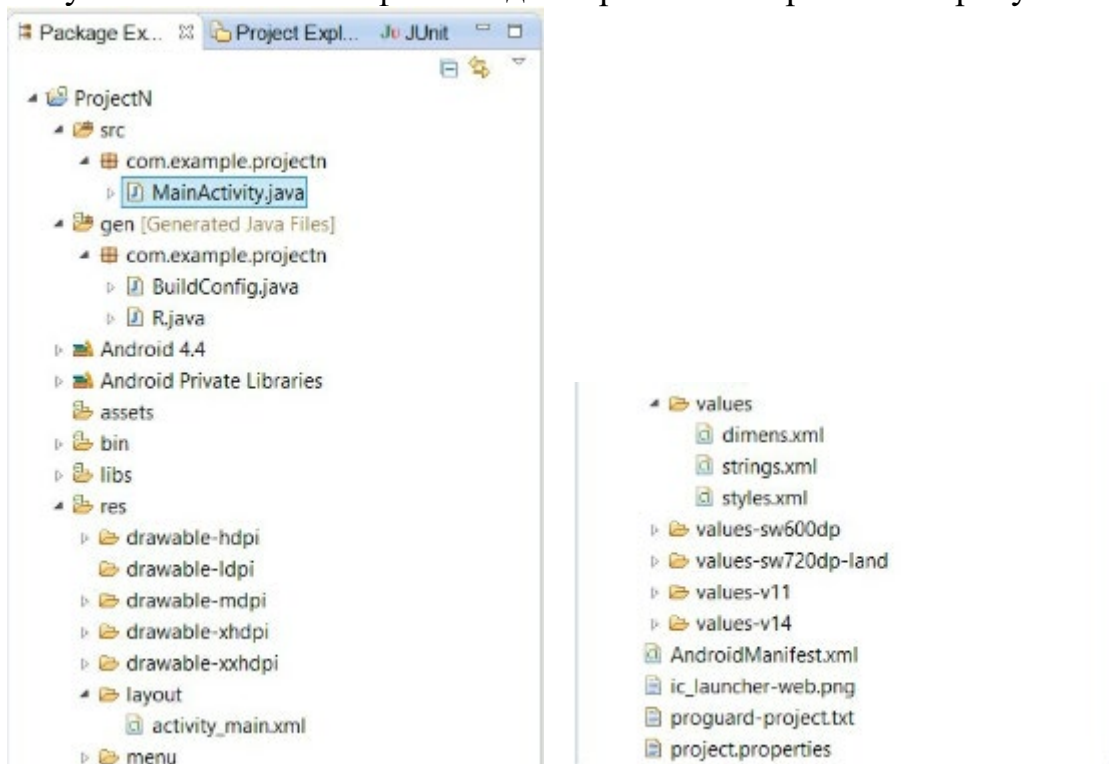 Package Ex...  Project Expl...  Ju JUnit
ProjectN
src
com.example.projectn
MainActivity.java
gen [Generated Java Files]
com.example.projectn
BuildConfig.java
R.java
Android 4.4
Android Private Libraries
assets
bin
libs
res
drawable-hdpi
drawable-ldpi
drawable-mdpi
drawable-xhdpi
drawable-xxhdpi
layout
activity_main.xml
menu
values
dimens.xml
strings.xml
styles.xml
values-sw600dp
values-sw720dp-land
values-v11
values-v14
AndroidManifest.xml
ic_launcher-web.png
proguard-project.txt
project.properties